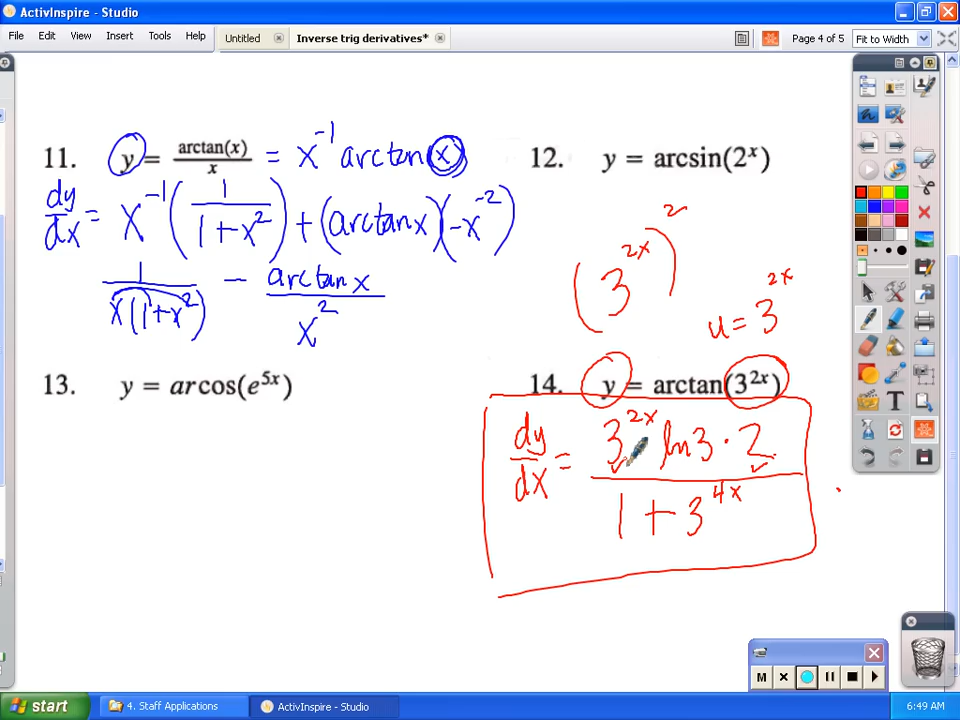 ActivInspire - Studio
File Edit View Insert Tools Help Untitled Inverse trig derivatives* Page 4 of 5 Fit to Width
11. y = arctan(x)/x = x^-1 arctan(x)
dy/dx = x^-1 (1/(1+x^2)) + (arctan x)(-x^-2)
1/(x(1+x^2)) - arctan x/x^2
12. y = arcsin(2^x)
(3^2x)^2
u = 3^2x
13. y = arcos(e^5x)
14. y = arctan(3^2x)
dy/dx = 3^2x ln3 · 2/(1+3^4x)
M
start 4. Staff Applications ActivInspire - Studio 6:49 AM